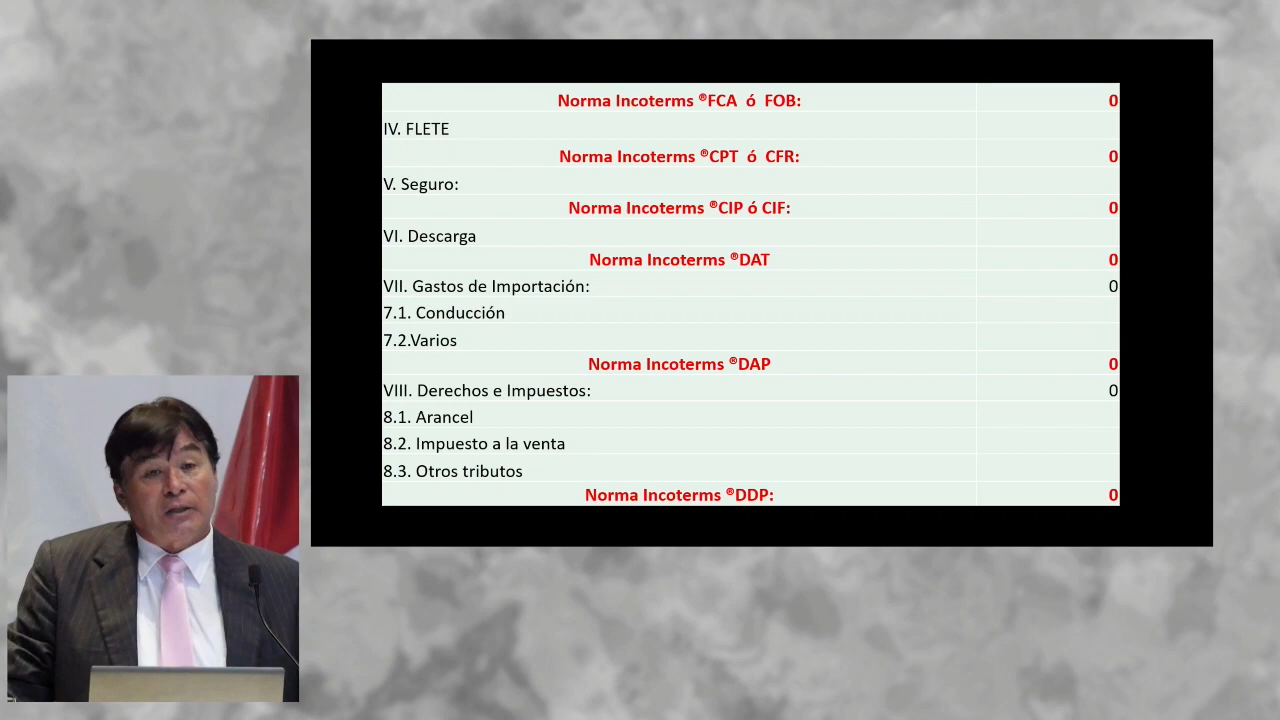 Norma Incoterms ®FCA ó FOB: 0
IV. FLETE
Norma Incoterms ®CPT ó CFR: 0
V. Seguro:
Norma Incoterms ®CIP ó CIF: 0
VI. Descarga
Norma Incoterms ®DAT 0
VII. Gastos de Importación: 0
7.1. Conducción
7.2.Varios
Norma Incoterms ®DAP 0
VIII. Derechos e Impuestos: 0
8.1. Arancel
8.2. Impuesto a la venta
8.3. Otros tributos
Norma Incoterms ®DDP: 0